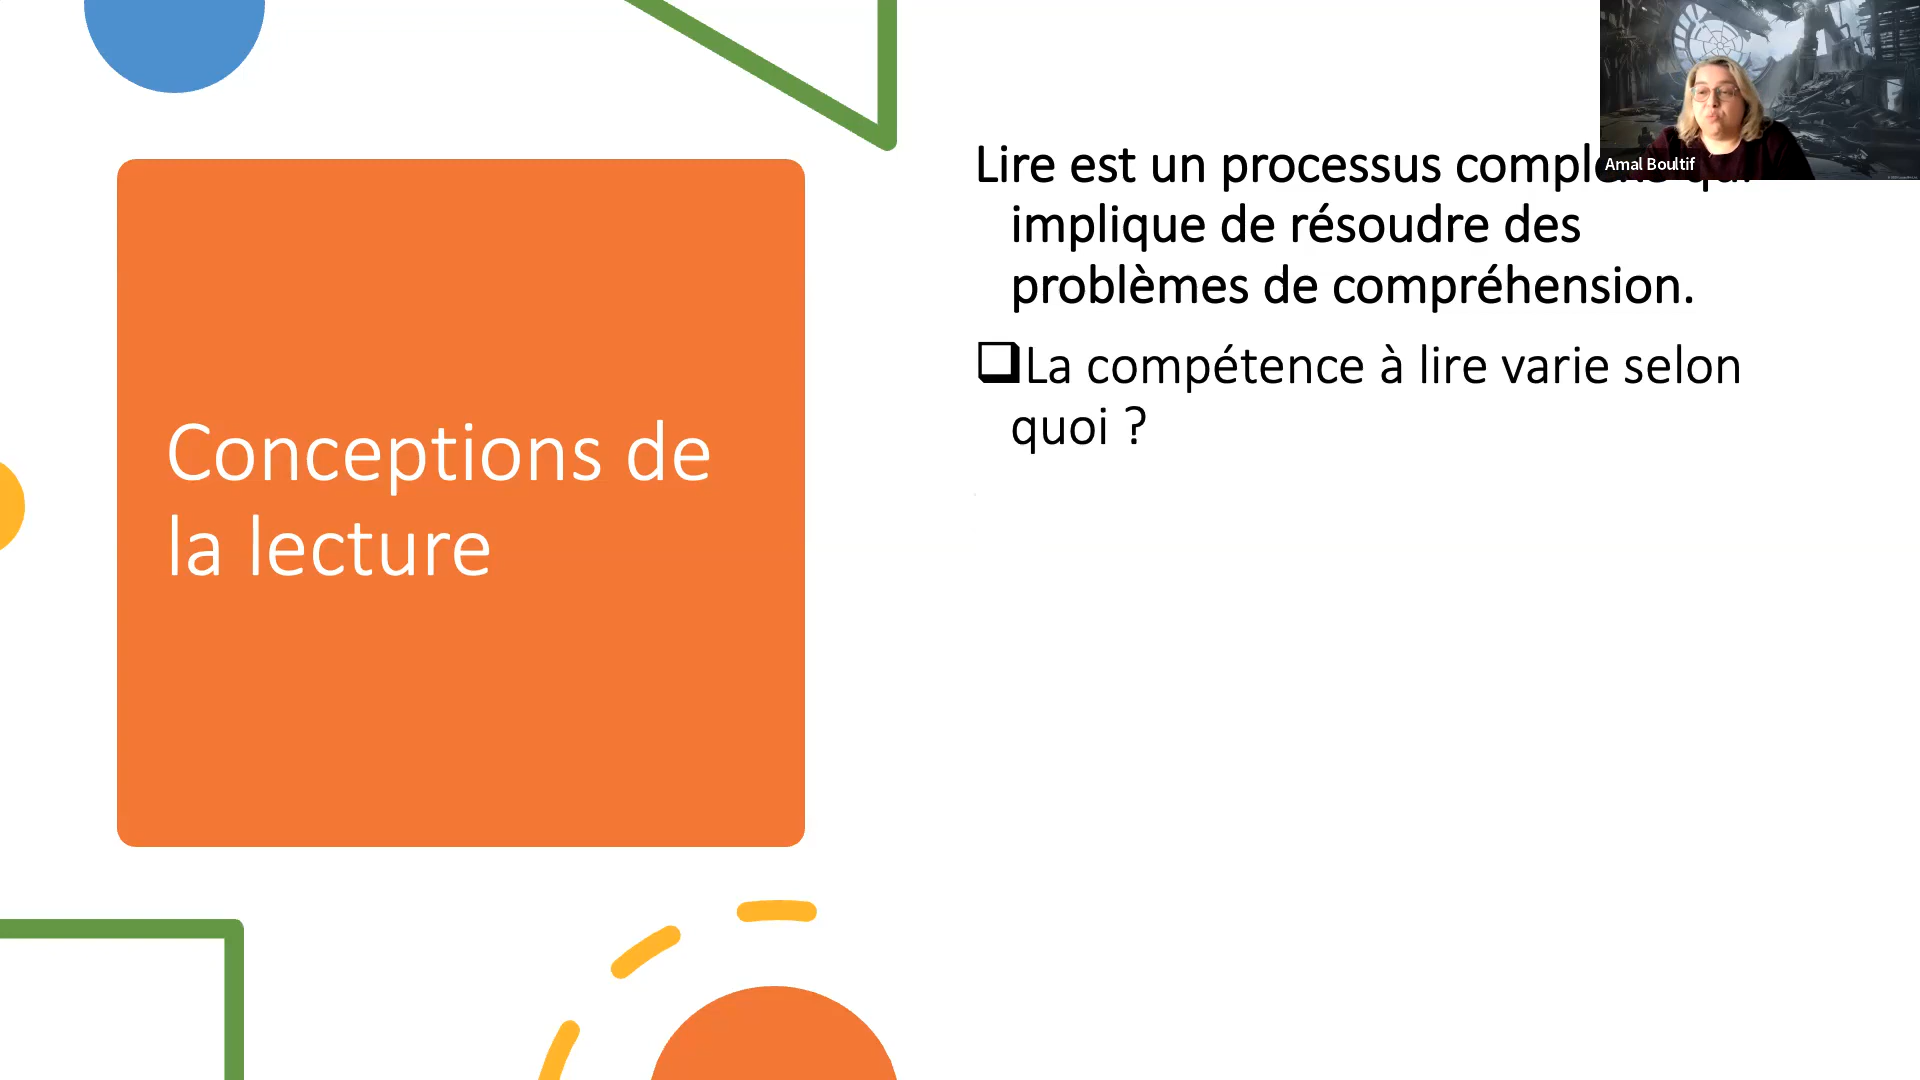 Conceptions de
la lecture
Lire est un processus
implique de résoudre des
problèmes de compréhension.
❑La compétence à lire varie selon
quoi ?
Amal Boultif